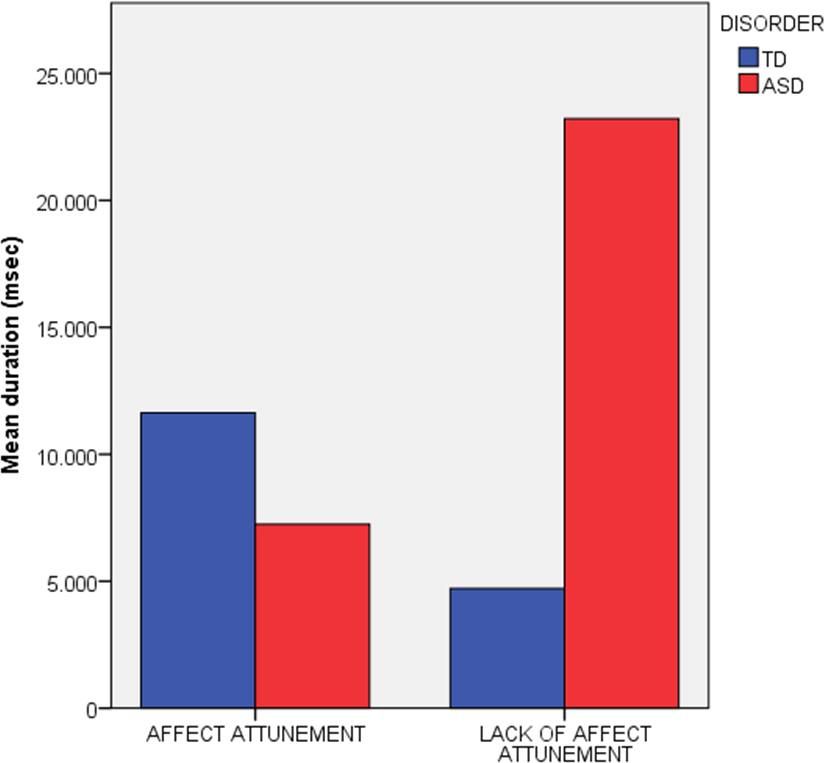 DISORDER
TD
ASD
Mean duration (msec)
25.000
20.000
15.000
10.000
5.000
0
AFFECT ATTUNEMENT
LACK OF AFFECT
ATTUNEMENT